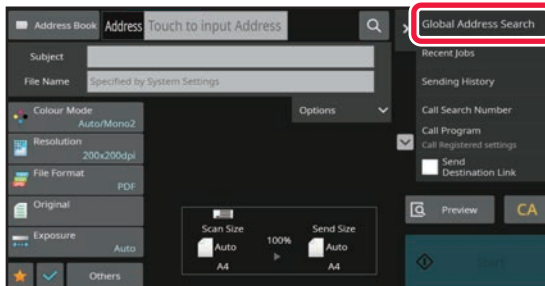 Address Book
Address
Touch to input Address
Global Address Search
Subject
Recent Jobs
File Name
Specified by System Settings
Sending History
Colour Mode
Auto/Mono2
Options
Call Search Number
Resolution
200x200dpi
Call Program
Call Registered settings
File Format
PDF
Send
Destination Link
Original
Scan Size
Auto
A4
100%
Send Size
Auto
A4
Preview
CA
Exposure
Auto
Start
Others